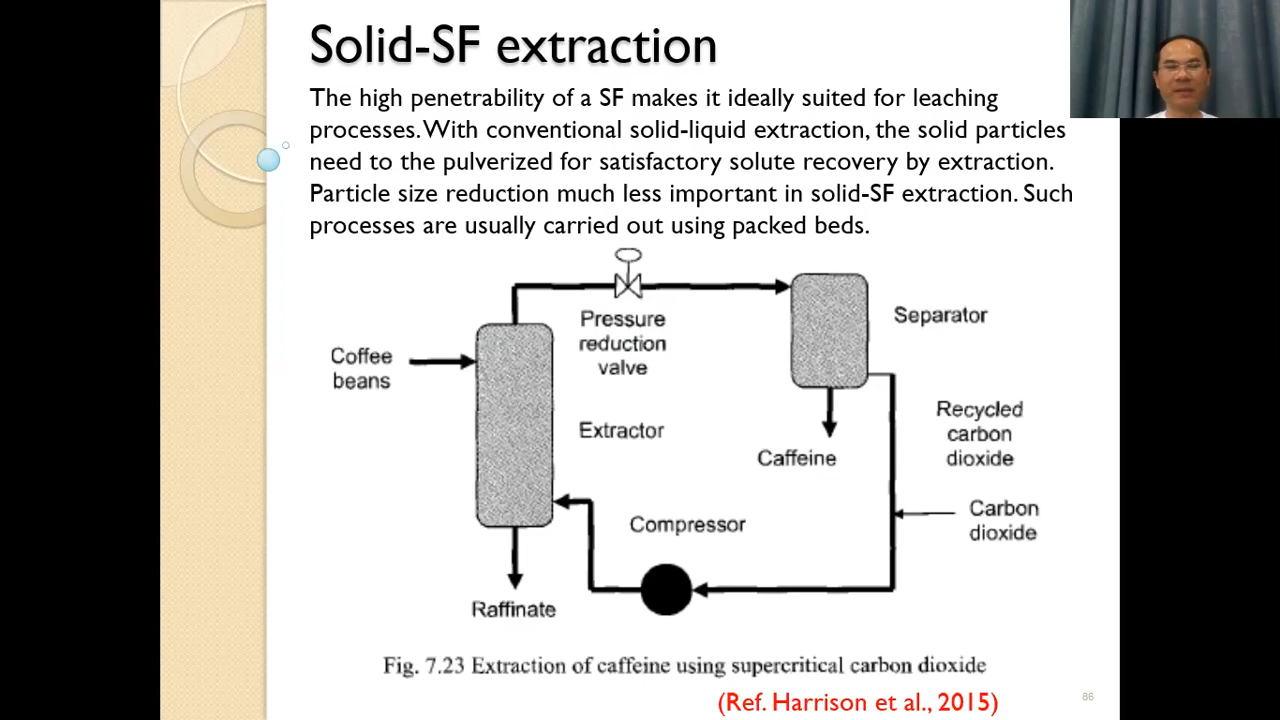 Solid-SF extraction
The high penetrability of a SF makes it ideally suited for leaching
processes. With conventional solid-liquid extraction, the solid particles
need to the pulverized for satisfactory solute recovery by extraction.
Particle size reduction much less important in solid-SF extraction. Such
processes are usually carried out using packed beds.
Pressure
reduction
valve
Separator
Coffee
beans
Extractor
Recycled
carbon
dioxide
Caffeine
Carbon
dioxide
Compressor
Raffinate
Fig. 7.23 Extraction of caffeine using supercritical carbon dioxide
(Ref. Harrison et al., 2015)
86